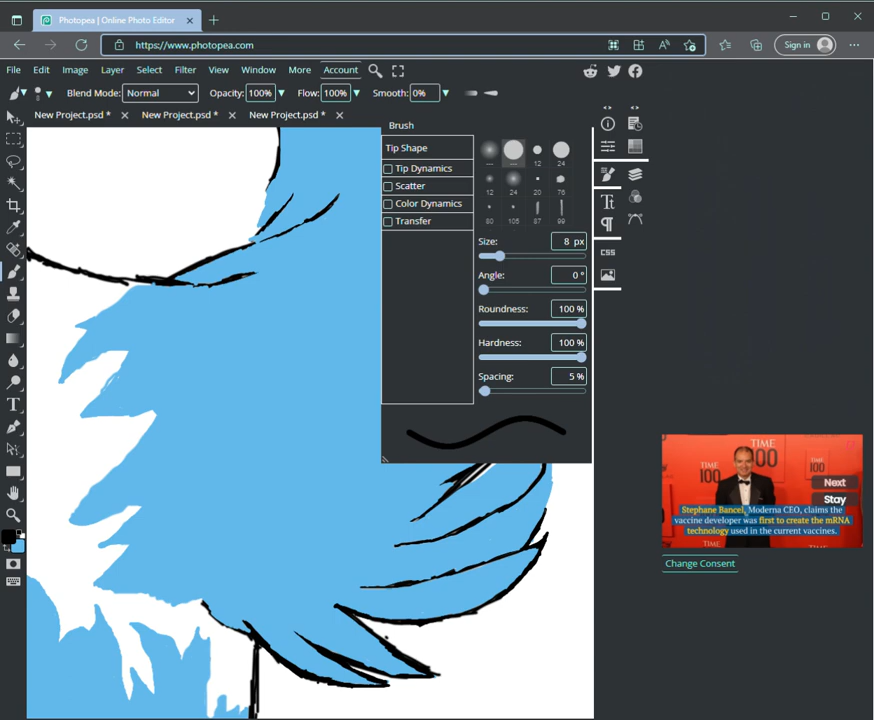 Photopea | Online Photo Editor
https://www.photopea.com
Sign in
File Edit Image Layer Select Filter View Window More Account
Blend Mode: Normal Opacity: 100% Flow: 100% Smooth: 0%
New Project.psd * New Project.psd * New Project.psd *
Brush
Tip Shape
Tip Dynamics
Scatter
Color Dynamics
Transfer
12 24
12 24 20 76
80 105 87 99
Size: 8 px
Angle: 0°
Roundness: 100 %
Hardness: 100 %
Spacing: 5 %
CSS
TIME
100
TIME
100
TIME
100
Next
Stay
Stephane Bancel, Moderna CEO, claims the
vaccine developer was first to create the mRNA
technology used in the current vaccines.
Change Consent